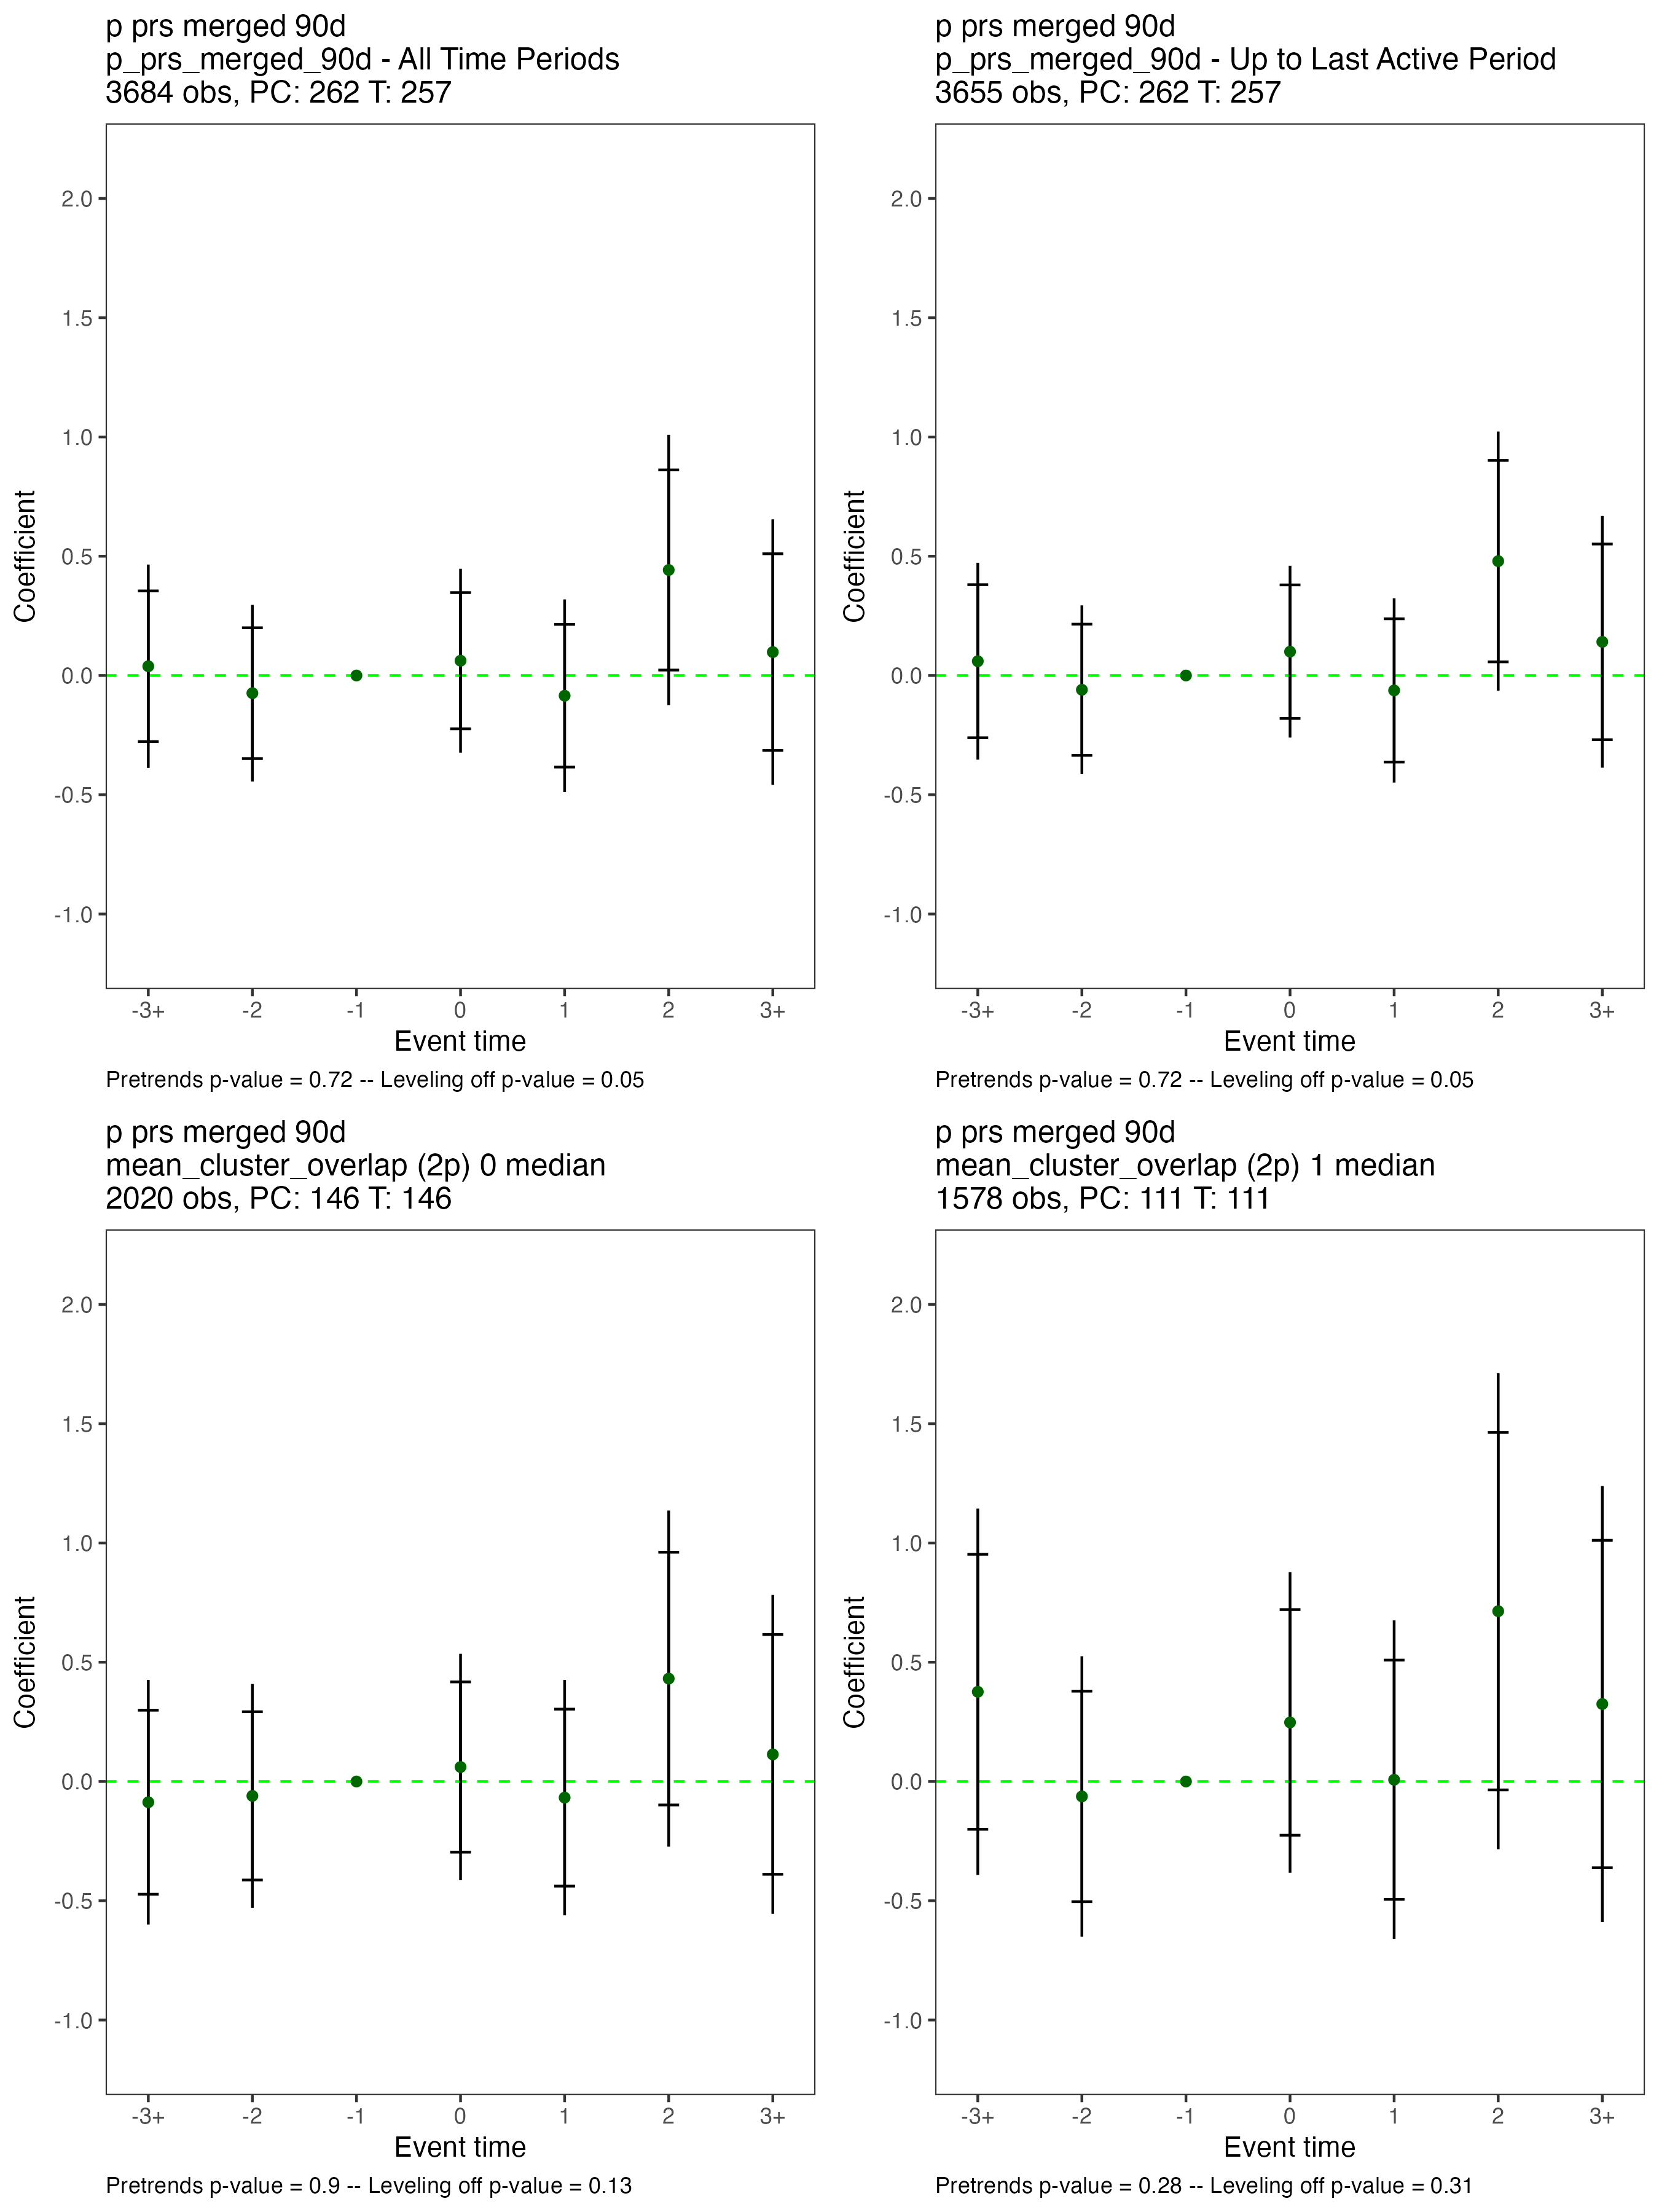 p prs merged 90d
p_prs_merged_90d - All Time Periods
3684 obs, PC: 262 T: 257
Coefficient
2.0
1.5
1.0
0.5
0.0
-0.5
-1.0
-3+ -2 -1 0 1 2 3+
Event time
Pretrends p-value = 0.72 -- Leveling off p-value = 0.05
p prs merged 90d
p_prs_merged_90d - Up to Last Active Period
3655 obs, PC: 262 T: 257
Coefficient
2.0
1.5
1.0
0.5
0.0
-0.5
-1.0
-3+ -2 -1 0 1 2 3+
Event time
Pretrends p-value = 0.72 -- Leveling off p-value = 0.05
p prs merged 90d
mean_cluster_overlap (2p) 0 median
2020 obs, PC: 146 T: 146
Coefficient
2.0
1.5
1.0
0.5
0.0
-0.5
-1.0
-3+ -2 -1 0 1 2 3+
Event time
Pretrends p-value = 0.9 -- Leveling off p-value = 0.13
p prs merged 90d
mean_cluster_overlap (2p) 1 median
1578 obs, PC: 111 T: 111
Coefficient
2.0
1.5
1.0
0.5
0.0
-0.5
-1.0
-3+ -2 -1 0 1 2 3+
Event time
Pretrends p-value = 0.28 -- Leveling off p-value = 0.31